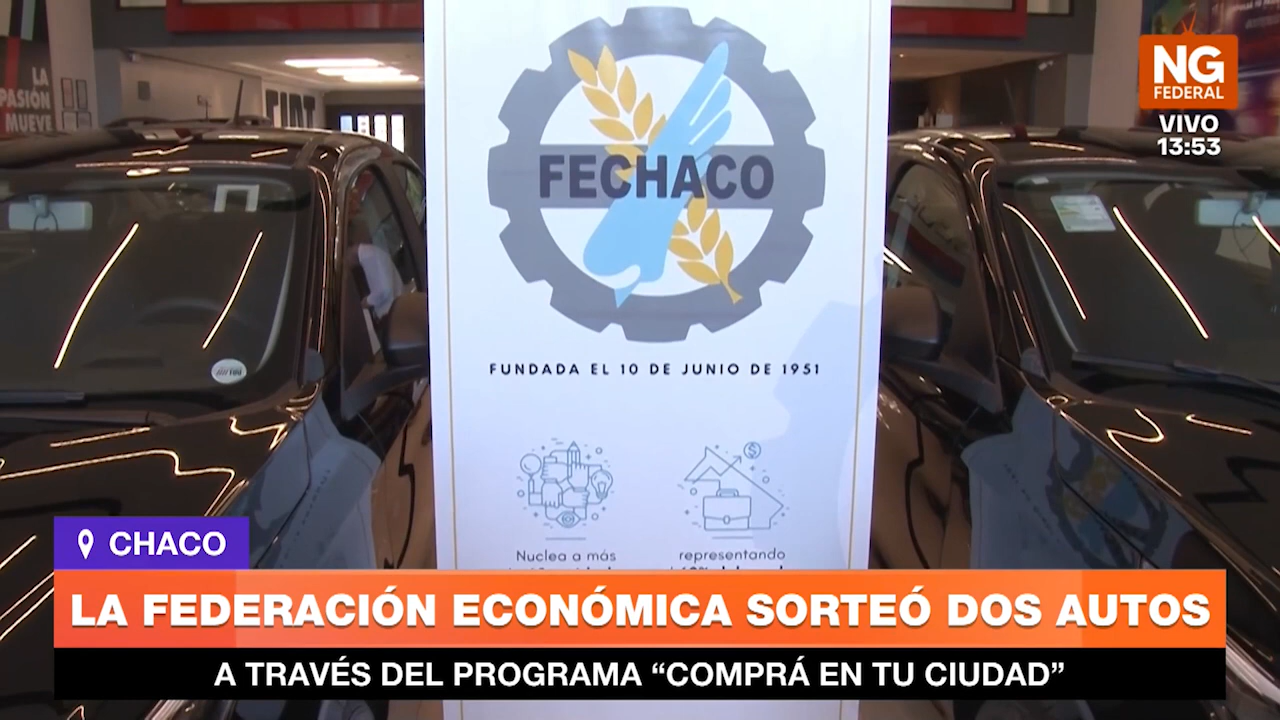 LA
PASIÓN
MUEVE
FIAT
NG
FEDERAL
VIVO
13:53
FECHACO
FUNDADA EL 10 DE JUNIO DE 1951
Nuclea a más
representando
CHACO
LA FEDERACIÓN ECONÓMICA SORTEÓ DOS AUTOS
A TRAVÉS DEL PROGRAMA “COMPRÁ EN TU CIUDAD”